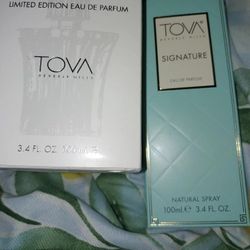 LIMITED EDITION EAU DE PARFUM
TOVA
BEVERLY HILLS
3.4 FL. OZ.
TOVA
BEVERLY HILLS
SIGNATURE
EAU DE PARFUM
NATURAL SPRAY
100ml ℮ 3.4 FL. OZ.